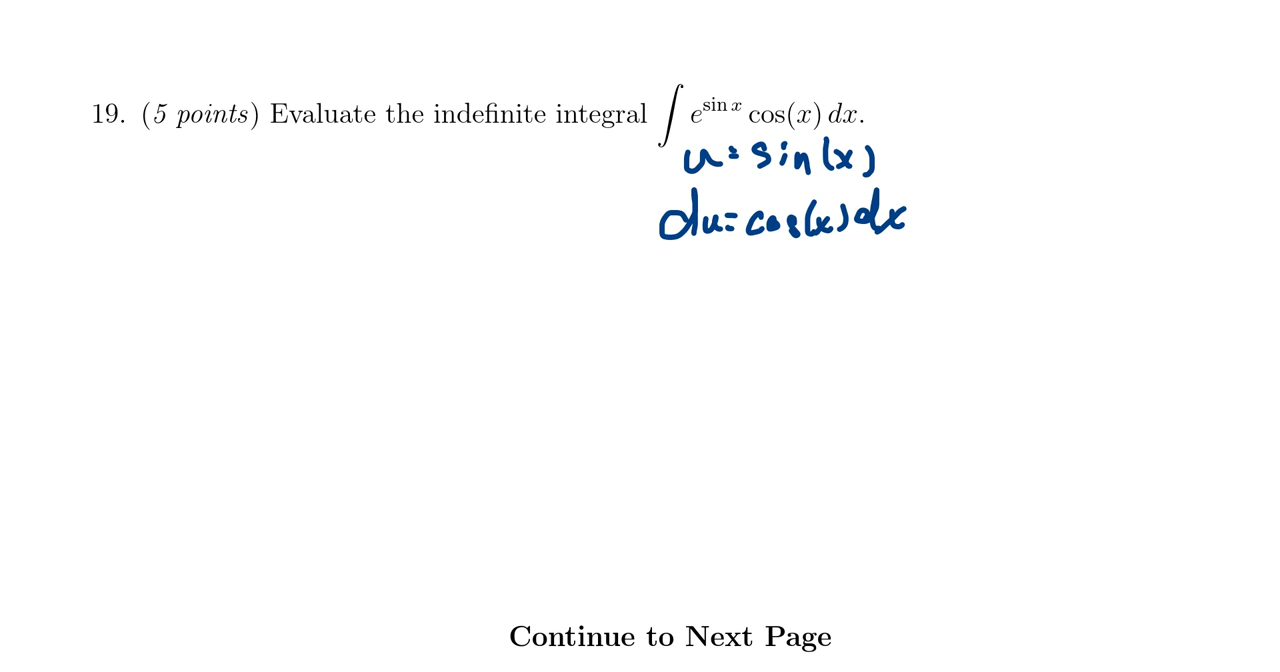 19. (5 points) Evaluate the indefinite integral ∫ e^{sin x} cos(x) dx.
u = sin(x)
du = cos(x) dx
Continue to Next Page